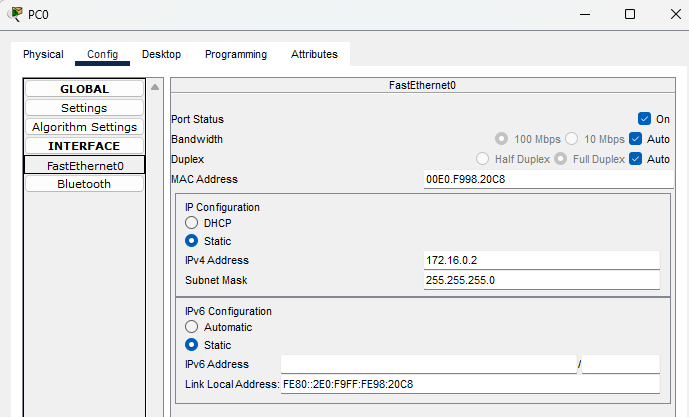 PC0
Physical Config Desktop Programming Attributes
GLOBAL
Settings
Algorithm Settings
INTERFACE
FastEthernet0
Bluetooth
FastEthernet0
Port Status On
Bandwidth 100 Mbps 10 Mbps Auto
Duplex Half Duplex Full Duplex Auto
MAC Address 00E0.F998.20C8
IP Configuration
DHCP
Static
IPv4 Address 172.16.0.2
Subnet Mask 255.255.255.0
IPv6 Configuration
Automatic
Static
IPv6 Address /
Link Local Address: FE80::2E0:F9FF:FE98:20C8